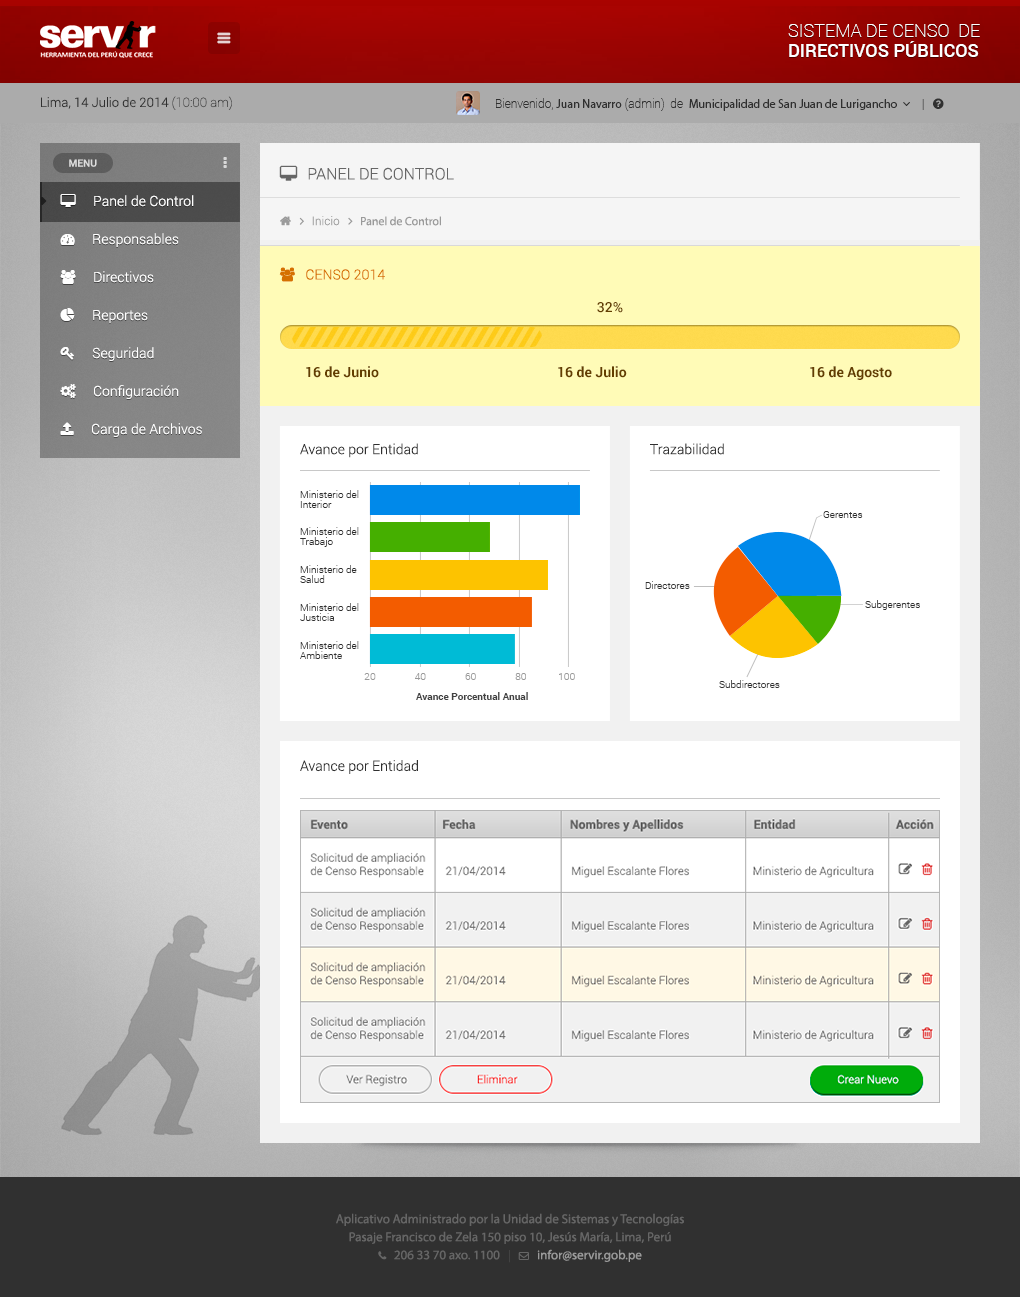 servir
HERRAMIENTA DEL PERÚ QUE CRECE
SISTEMA DE CENSO DE
DIRECTIVOS PÚBLICOS
Lima, 14 Julio de 2014 (10:00 am)
Bienvenido, Juan Navarro (admin) de Municipalidad de San Juan de Lurigancho | ?
MENU
Panel de Control
Responsables
Directivos
Reportes
Seguridad
Configuración
Carga de Archivos
PANEL DE CONTROL
Inicio > Panel de Control
CENSO 2014
32%
16 de Junio 16 de Julio 16 de Agosto
Avance por Entidad
Ministerio del
Interior
Ministerio del
Trabajo
Ministerio de
Salud
Ministerio del
Justicia
Ministerio del
Ambiente
20 40 60 80 100
Avance Porcentual Anual
Trazabilidad
Gerentes
Directores
Subgerentes
Subdirectores
Avance por Entidad
Evento Fecha Nombres y Apellidos Entidad Acción
Solicitud de ampliación
de Censo Responsable 21/04/2014 Miguel Escalante Flores Ministerio de Agricultura
Solicitud de ampliación
de Censo Responsable 21/04/2014 Miguel Escalante Flores Ministerio de Agricultura
Solicitud de ampliación
de Censo Responsable 21/04/2014 Miguel Escalante Flores Ministerio de Agricultura
Solicitud de ampliación
de Censo Responsable 21/04/2014 Miguel Escalante Flores Ministerio de Agricultura
Ver Registro Eliminar Crear Nuevo
Aplicativo Administrado por la Unidad de Sistemas y Tecnologías
Pasaje Francisco de Zela 150 piso 10, Jesús María, Lima, Perú
206 33 70 axo. 1100 | infor@servir.gob.pe